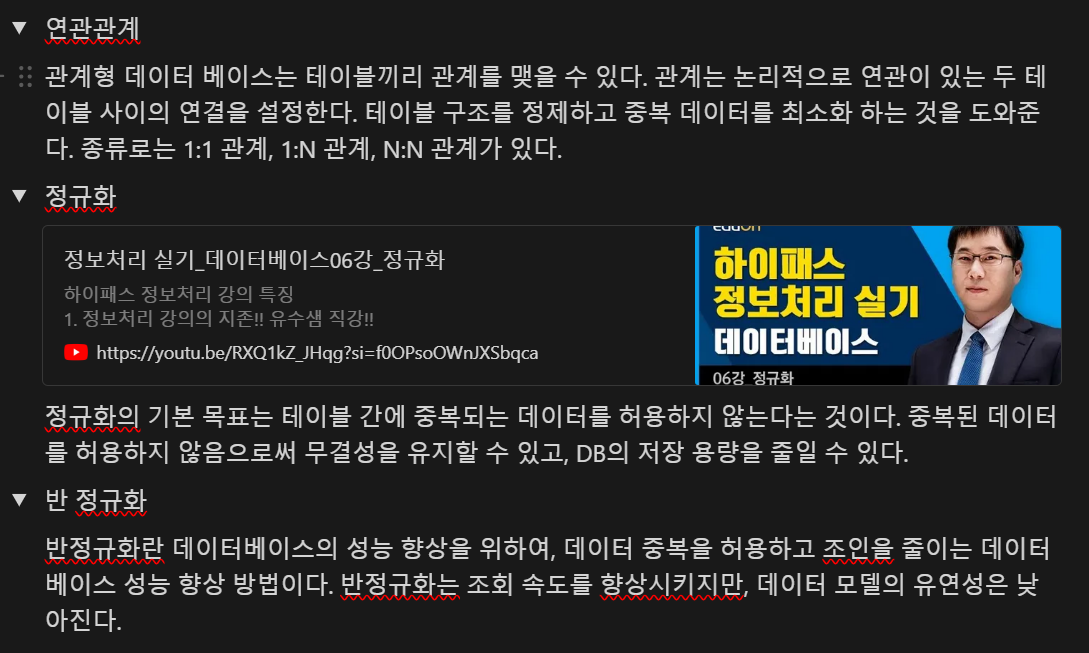 연관관계
관계형 데이터 베이스는 테이블끼리 관계를 맺을 수 있다. 관계는 논리적으로 연관이 있는 두 테
이블 사이의 연결을 설정한다. 테이블 구조를 정제하고 중복 데이터를 최소화 하는 것을 도와준
다. 종류로는 1:1 관계, 1:N 관계, N:N 관계가 있다.
정규화
정보처리 실기_데이터베이스06강_정규화
하이패스 정보처리 강의 특징
1. 정보처리 강의의 지존!! 유수샘 직강!!
https://youtu.be/RXQ1kZ_JHqg?si=f0OPsoOWnJXSbqca
하이패스
정보처리 실기
데이터베이스
06강 정규화
정규화의 기본 목표는 테이블 간에 중복되는 데이터를 허용하지 않는다는 것이다. 중복된 데이터
를 허용하지 않음으로써 무결성을 유지할 수 있고, DB의 저장 용량을 줄일 수 있다.
반 정규화
반정규화란 데이터베이스의 성능 향상을 위하여, 데이터 중복을 허용하고 조인을 줄이는 데이터
베이스 성능 향상 방법이다. 반정규화는 조회 속도를 향상시키지만, 데이터 모델의 유연성은 낮
아진다.